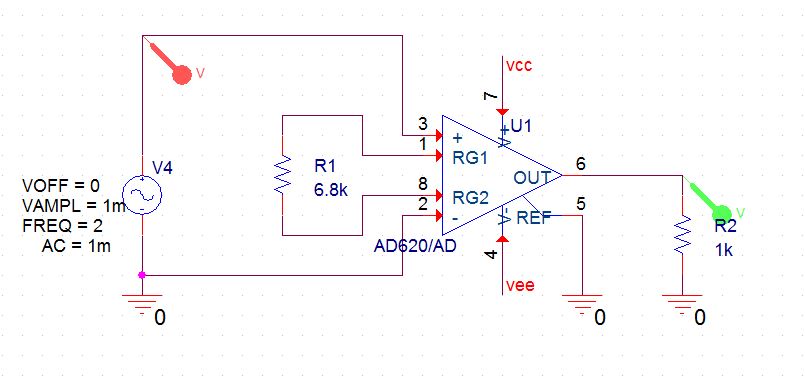 V
vcc
7
U1
V+
3
+
1
RG1
R1
6.8k
V4
VOFF = 0
VAMPL = 1m
FREQ = 2
AC = 1m
8
RG2
2
-
OUT
6
5
REF
V-
AD620/AD
4
vee
V
R2
1k
0
0
0